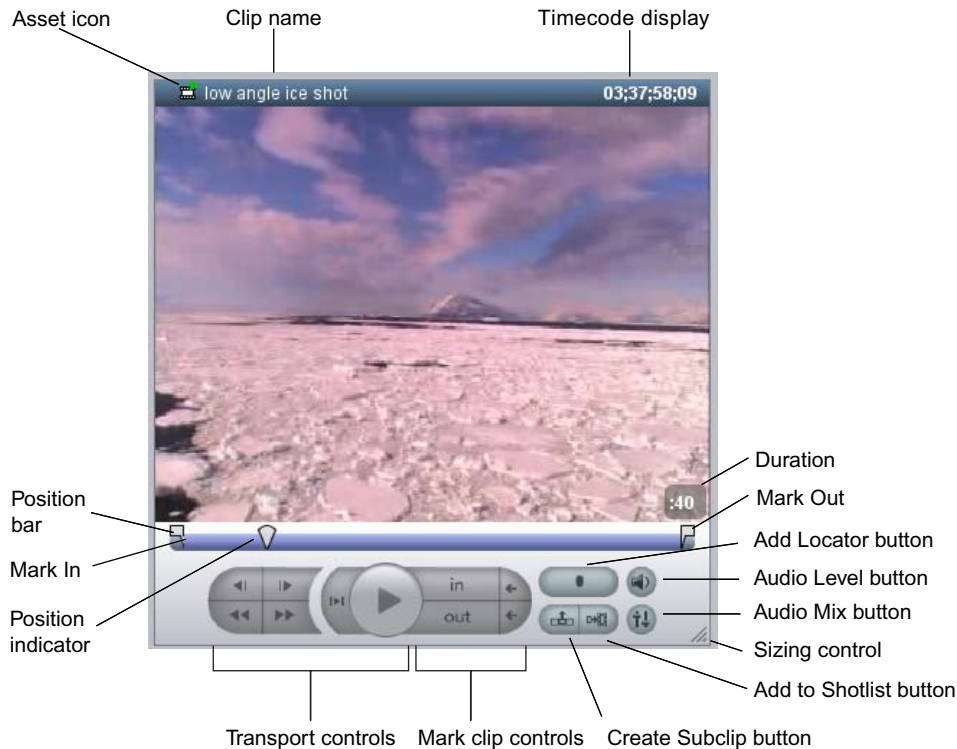 Asset icon
Clip name
Timecode display
low angle ice shot
03;37;58;09
Duration
:40
Mark Out
Position
bar
Add Locator button
Mark In
Audio Level button
in
Position
indicator
out
Audio Mix button
Sizing control
Add to Shotlist button
Transport controls
Mark clip controls
Create Subclip button